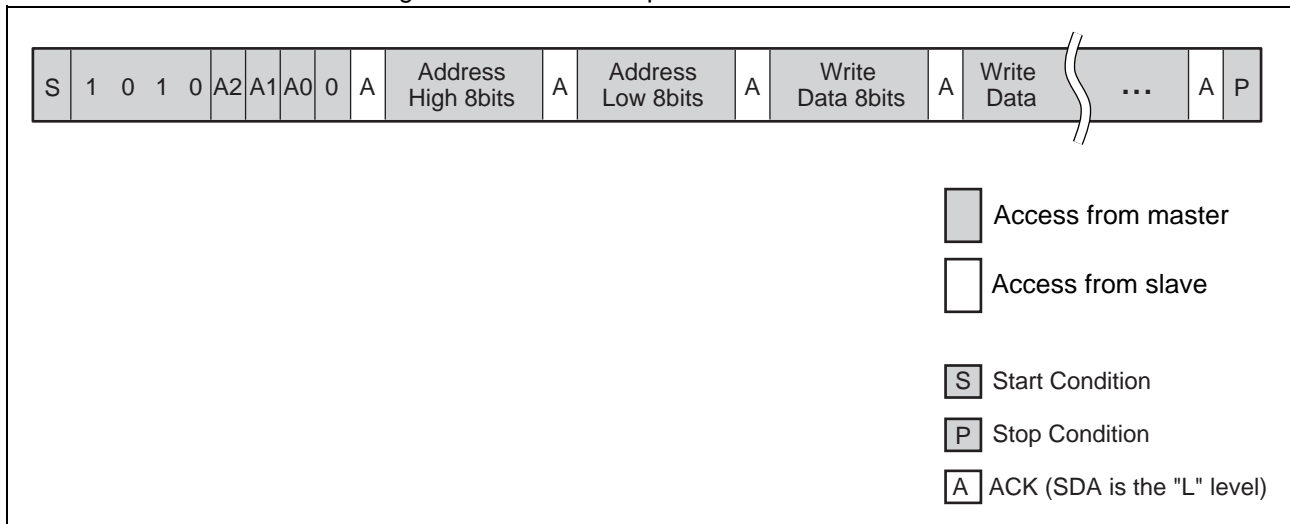 S 1 0 1 0 A2 A1 A0 0 A Address High 8bits A Address Low 8bits A Write Data 8bits A Write Data ... A P
Access from master
Access from slave
S Start Condition
P Stop Condition
A ACK (SDA is the "L" level)